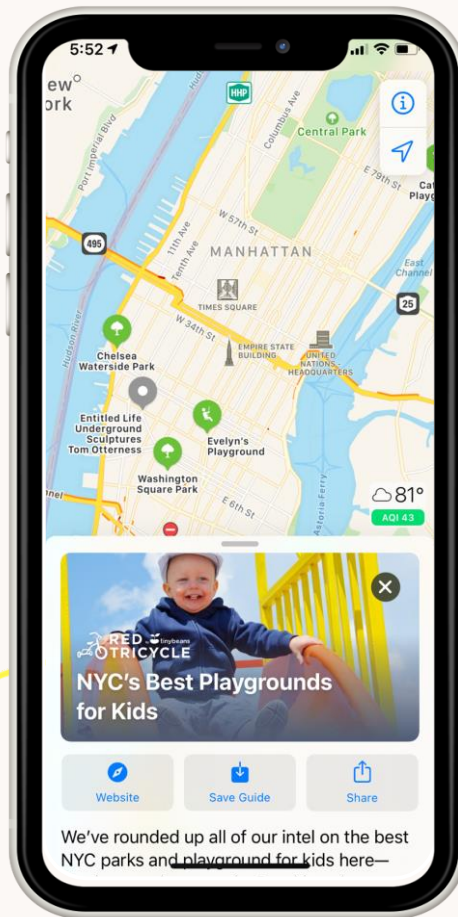 5:52
ew
ork
HHP
Columbus Ave
Central Park
Port Imperial Blvd
E 79th St
Cat
Playg
W 57th St
11th Ave
Tenth Ave
495
MANHATTAN
East
Channel
25
TIMES SQUARE
W 34th St
Hudson River
EMPIRE STATE
BUILDING
UNITED
NATIONS
HEADQUARTERS
Chelsea
Waterside Park
Entitled Life
Underground
Sculptures
Tom Otterness
Evelyn's
Playground
Washington
Square Park
nnel
E 6th St
Astoria Ferry
81°
AQI 43
RED tinybeans
TRICYCLE
NYC's Best Playgrounds
for Kids
Website
Save Guide
Share
We've rounded up all of our intel on the best
NYC parks and playground for kids here—